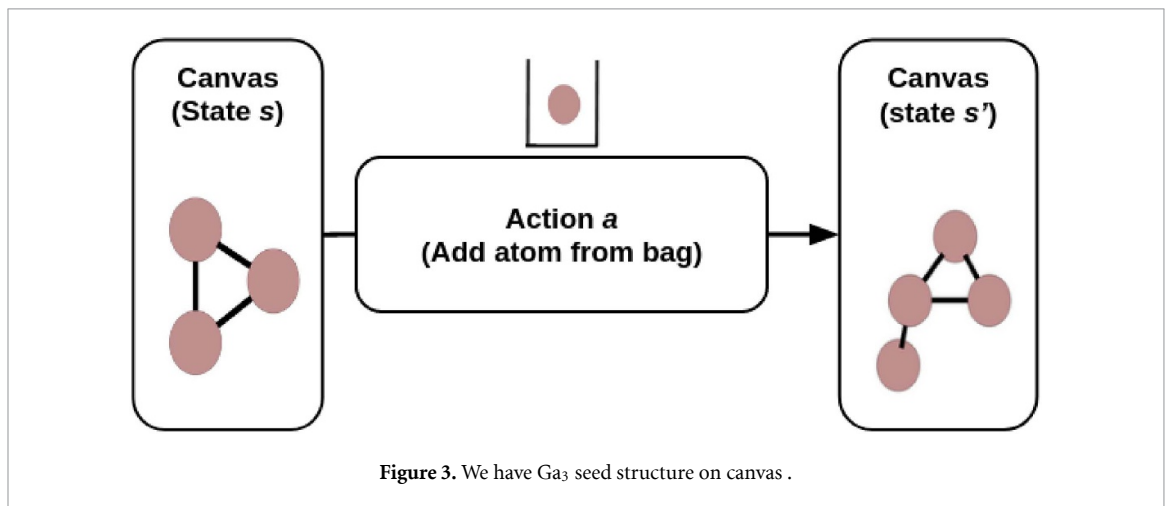 Canvas
(State s)
Action a
(Add atom from bag)
Canvas
(state s')
Figure 3. We have Ga₃ seed structure on canvas .